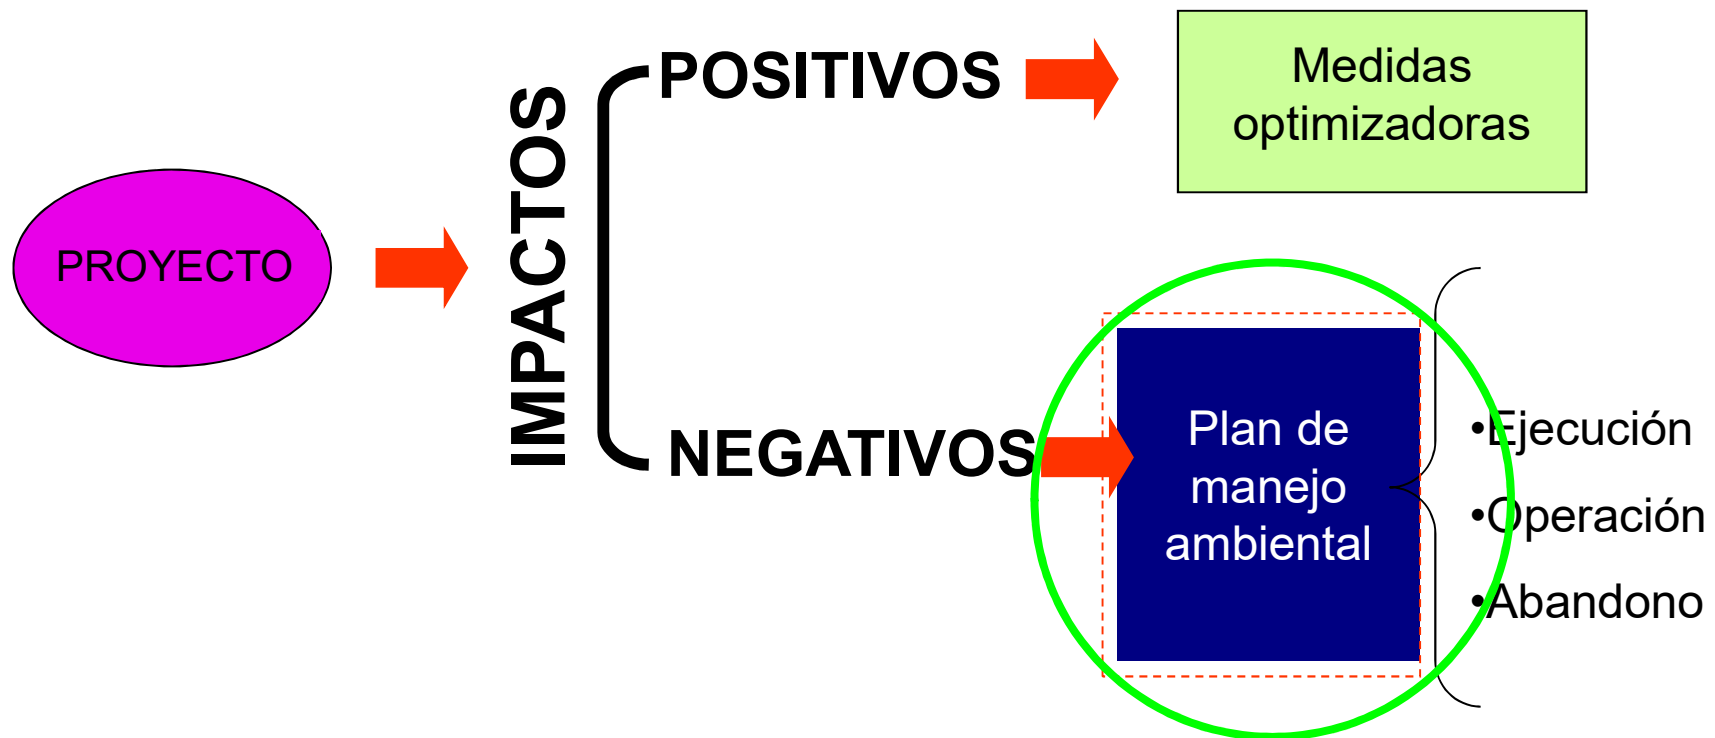 PROYECTO
IMPACTOS
POSITIVOS
Medidas
optimizadoras
NEGATIVOS
Plan de
manejo
ambiental
•Ejecución
•Operación
•Abandono